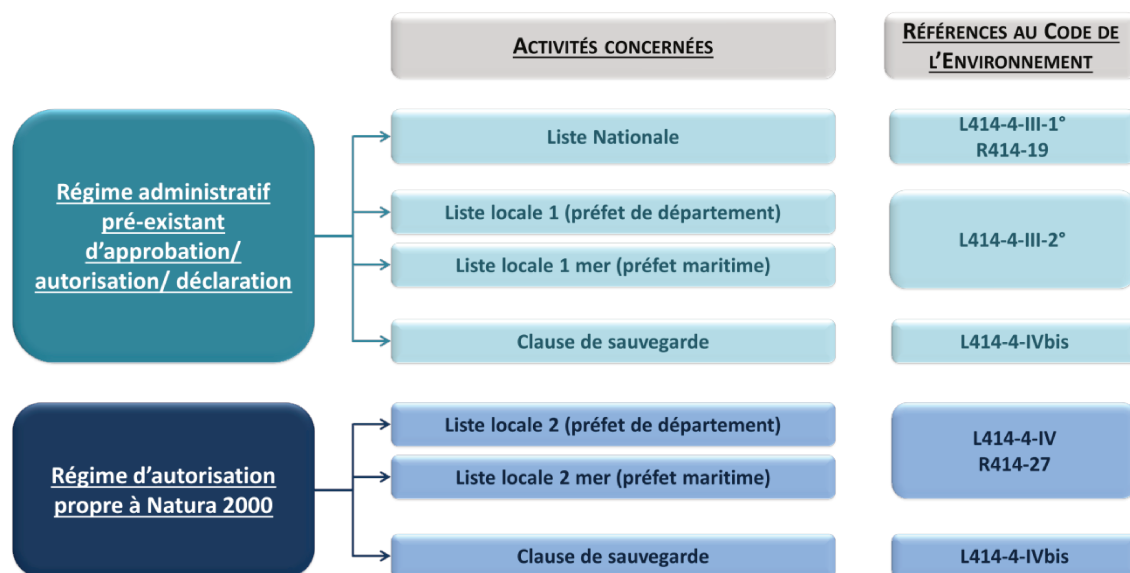 ACTIVITÉS CONCERNÉES
RÉFÉRENCES AU CODE DE
L'ENVIRONNEMENT
Régime administratif
pré-existant
d'approbation/
autorisation/ déclaration
Liste Nationale
L414-4-III-1°
R414-19
Liste locale 1 (préfet de département)
Liste locale 1 mer (préfet maritime)
L414-4-III-2°
Clause de sauvegarde
L414-4-IVbis
Régime d'autorisation
propre à Natura 2000
Liste locale 2 (préfet de département)
Liste locale 2 mer (préfet maritime)
L414-4-IV
R414-27
Clause de sauvegarde
L414-4-IVbis